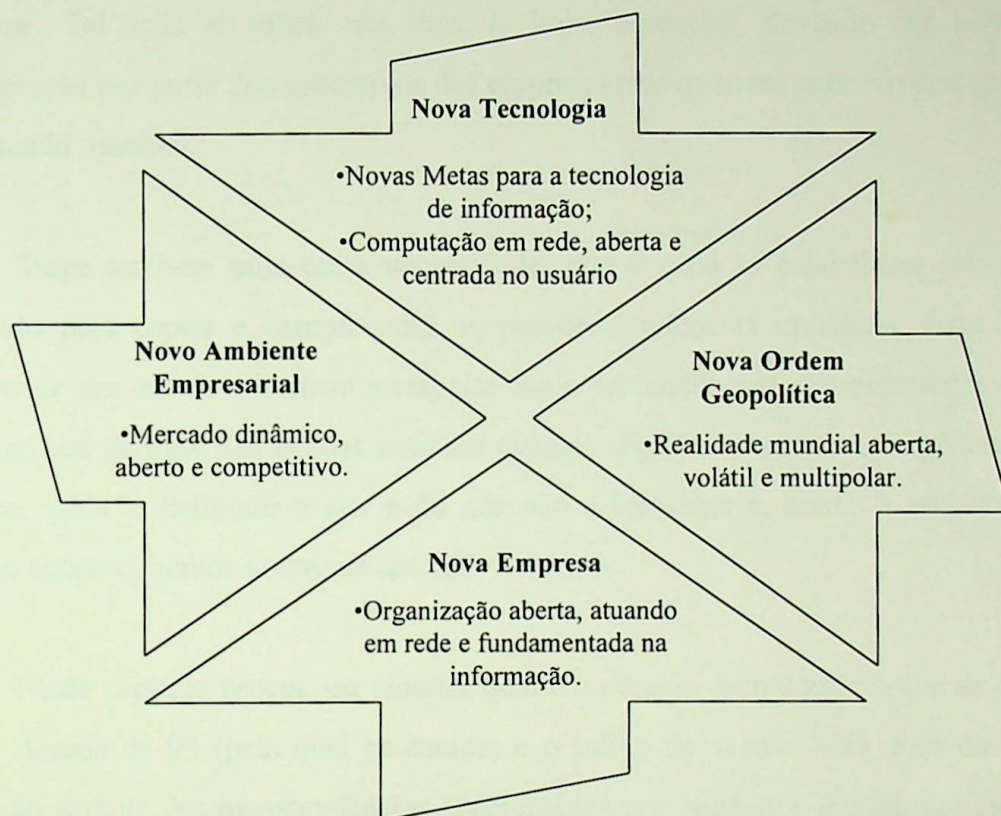 Nova Tecnologia
•Novas Metas para a tecnologia
de informação;
•Computação em rede, aberta e
centrada no usuário
Novo Ambiente
Empresarial
•Mercado dinâmico,
aberto e competitivo.
Nova Ordem
Geopolítica
•Realidade mundial aberta,
volátil e multipolar.
Nova Empresa
•Organização aberta, atuando
em rede e fundamentada na
informação.